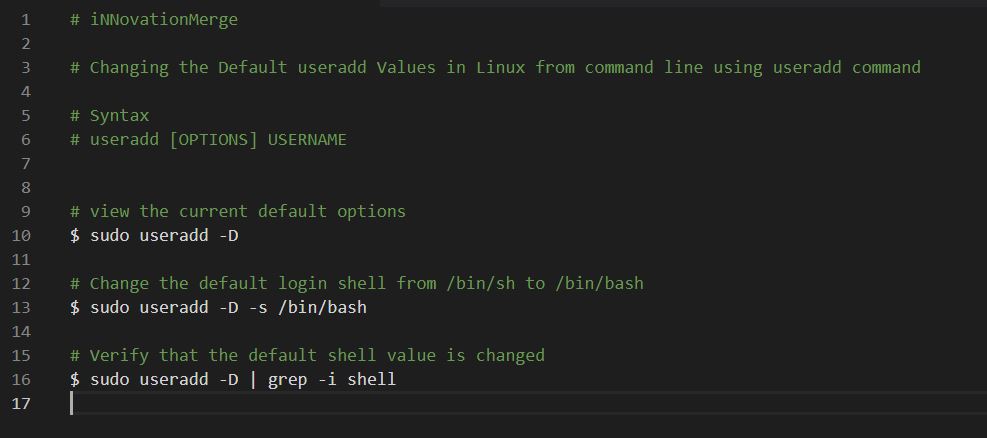 1 # iNNovationMerge
2
3 # Changing the Default useradd Values in Linux from command line using useradd command
4
5 # Syntax
6 # useradd [OPTIONS] USERNAME
7
8
9 # view the current default options
10 $ sudo useradd -D
11
12 # Change the default login shell from /bin/sh to /bin/bash
13 $ sudo useradd -D -s /bin/bash
14
15 # Verify that the default shell value is changed
16 $ sudo useradd -D | grep -i shell
17